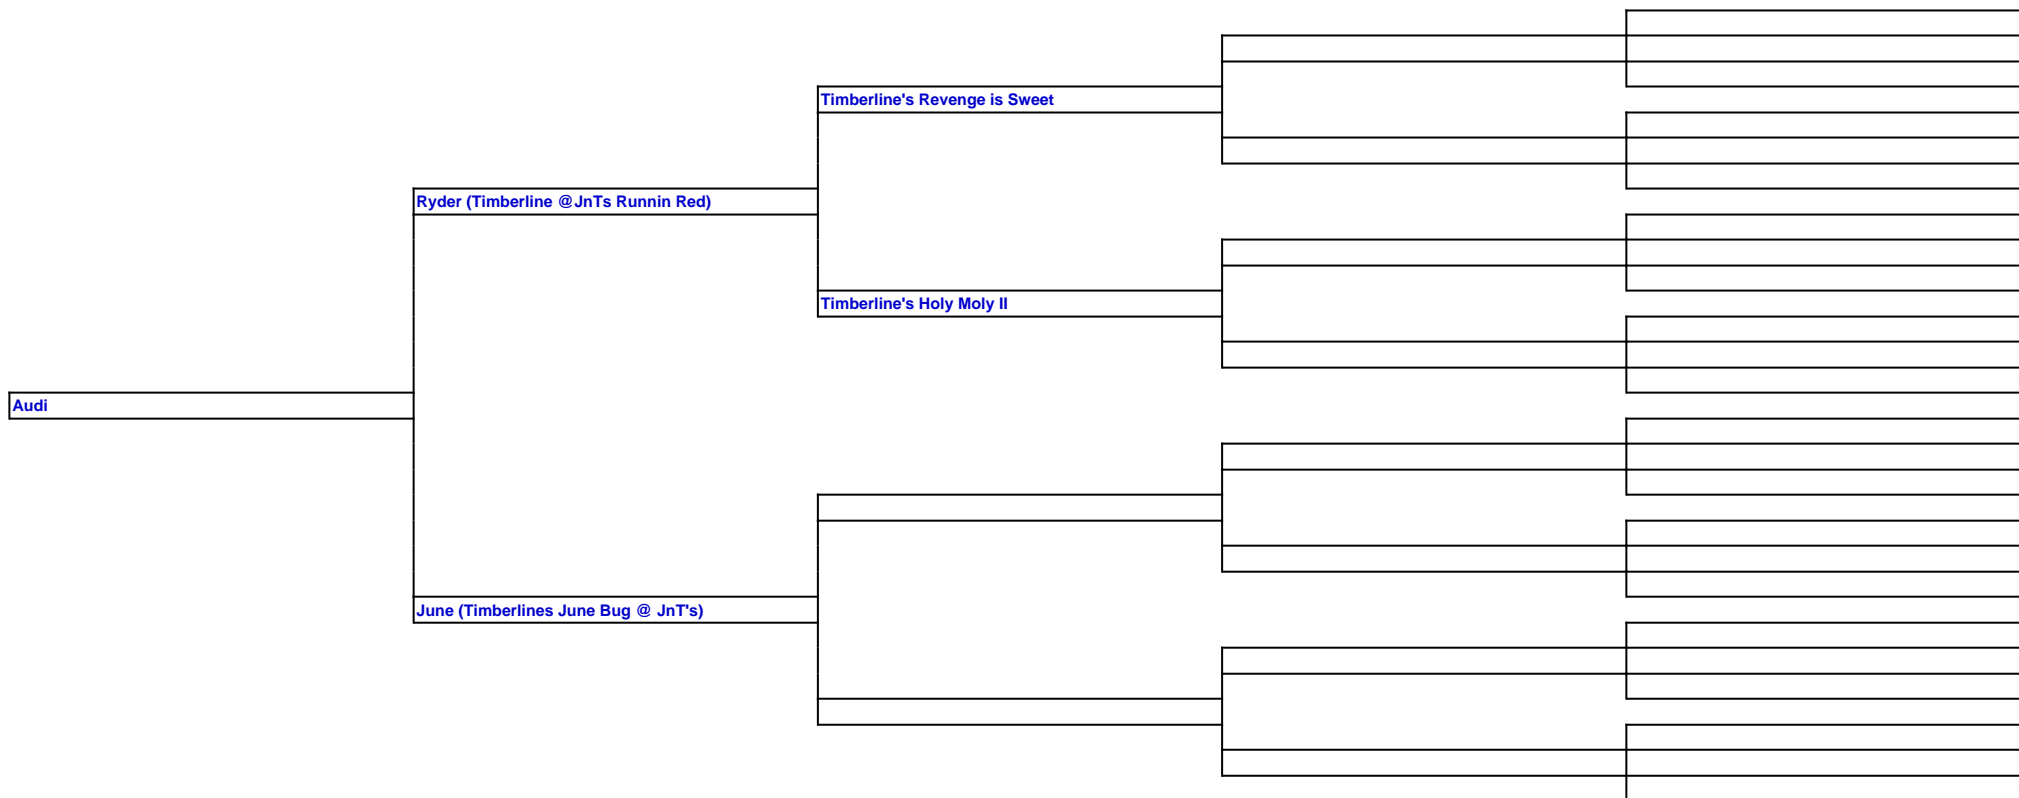 Timberline's Revenge is Sweet
Ryder (Timberline @JnTs Runnin Red)
Timberline's Holy Moly II
Audi
June (Timberlines June Bug @ JnT's)